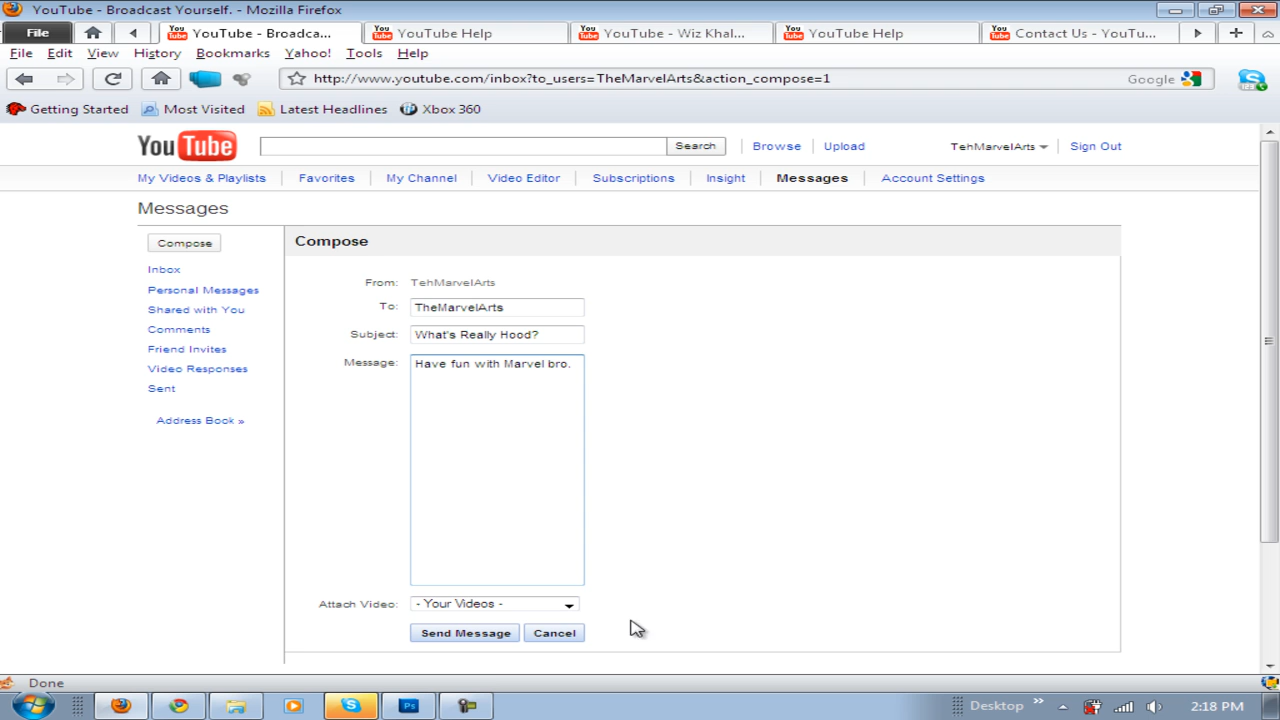 YouTube - Broadcast Yourself. - Mozilla Firefox
File
YouTube - Broadca...
YouTube Help
YouTube - Wiz Khal...
YouTube Help
Contact Us - YouTu...
File Edit View History Bookmarks Yahoo! Tools Help
http://www.youtube.com/inbox?to_users=TheMarvelArts&action_compose=1
Google
Getting Started Most Visited Latest Headlines Xbox 360
YouTube
Search
Browse Upload
TehMarvelArts
Sign Out
My Videos & Playlists Favorites My Channel Video Editor Subscriptions Insight Messages Account Settings
Messages
Compose
Inbox
Personal Messages
Shared with You
Comments
Friend Invites
Video Responses
Sent
Address Book »
Compose
From: TehMarvelArts
To: TheMarvelArts
Subject: What's Really Hood?
Message: Have fun with Marvel bro.
Attach Video: - Your Videos -
Send Message Cancel
Done
Ps
Desktop »
2:18 PM